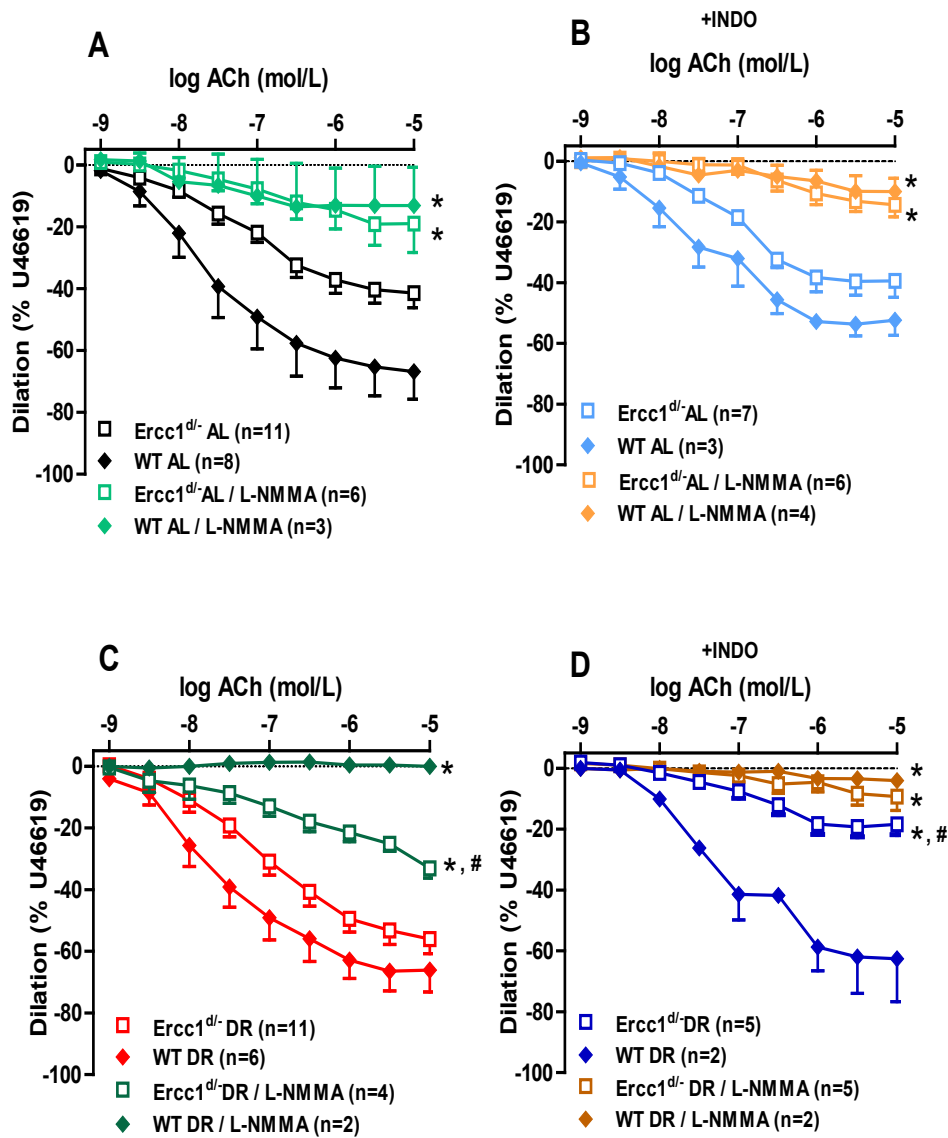 A
log ACh (mol/L)
-9 -8 -7 -6 -5
0
-20
-40
-60
-80
-100
Dilation (% U46619)
*
*
Ercc1d/- AL (n=11)
WT AL (n=8)
Ercc1d/-AL / L-NMMA (n=6)
WT AL / L-NMMA (n=3)
B
+INDO
log ACh (mol/L)
-9 -8 -7 -6 -5
0
-20
-40
-60
-80
-100
Dilation (% U46619)
*
*
Ercc1d/-AL (n=7)
WT AL (n=3)
Ercc1d/-AL / L-NMMA (n=6)
WT AL / L-NMMA (n=4)
C
log ACh (mol/L)
-9 -8 -7 -6 -5
0
-20
-40
-60
-80
-100
Dilation (% U46619)
*
*, #
Ercc1d/- DR (n=11)
WT DR (n=6)
Ercc1d/-DR / L-NMMA (n=4)
WT DR / L-NMMA (n=2)
D
+INDO
log ACh (mol/L)
-9 -8 -7 -6 -5
0
-20
-40
-60
-80
-100
Dilation (% U46619)
*
*
*, #
Ercc1d/-DR (n=5)
WT DR (n=2)
Ercc1d/- DR / L-NMMA (n=5)
WT DR / L-NMMA (n=2)